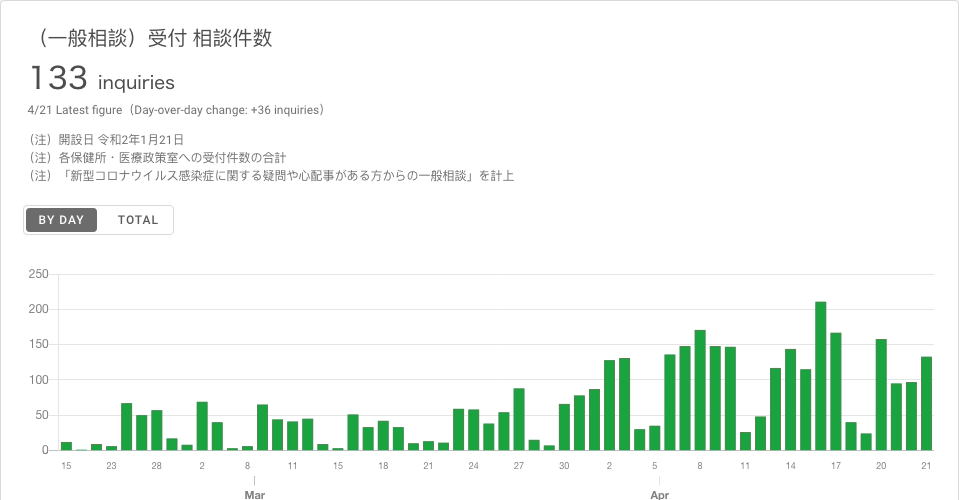 （一般相談）受付 相談件数
133 inquiries
4/21 Latest figure（Day-over-day change: +36 inquiries）
（注）開設日 令和2年1月21日
（注）各保健所・医療政策室への受付件数の合計
（注）「新型コロナウイルス感染症に関する疑問や心配事がある方からの一般相談」を計上
BY DAY TOTAL
250
200
150
100
50
0
15 23 28 2 8 11 15 18 21 24 27 30 2 5 8 11 14 17 20 21
Mar Apr